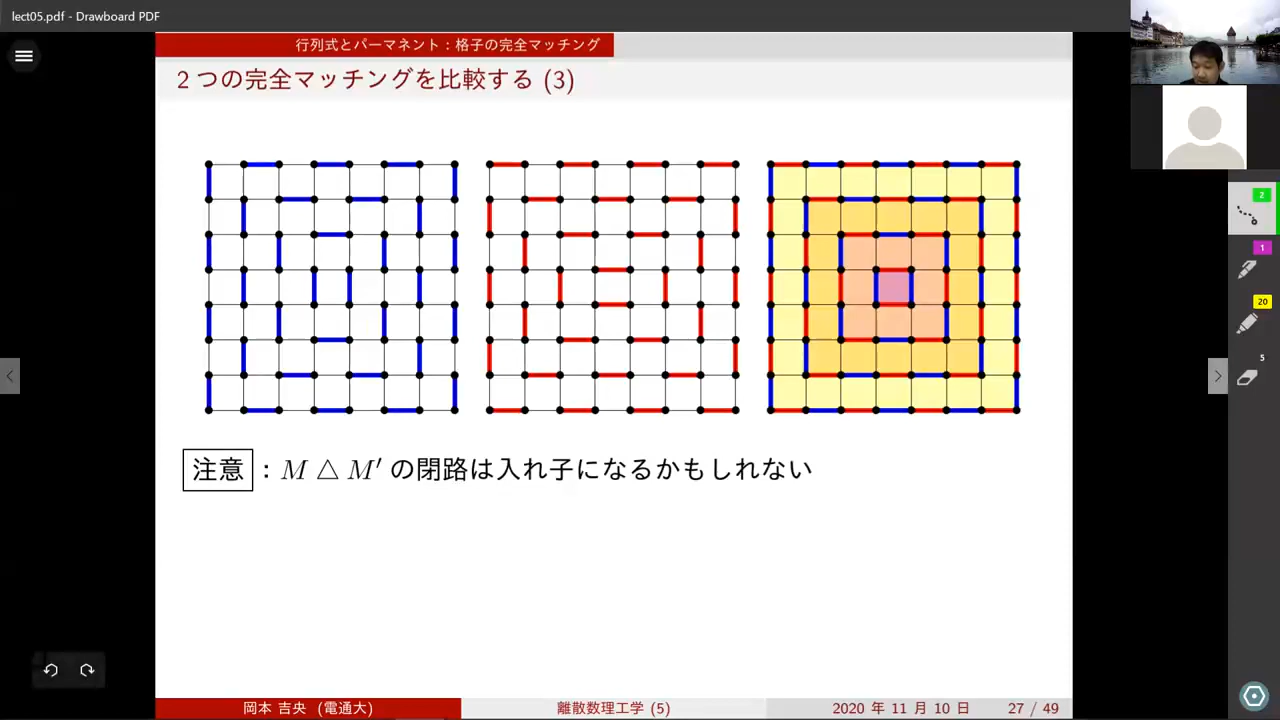 lect05.pdf - Drawboard PDF
行列式とパーマネント：格子の完全マッチング
2 つの完全マッチングを比較する (3)
注意 : M △ M′ の閉路は入れ子になるかもしれない
2
1
20
5
岡本 吉央 (電通大)
離散数理工学 (5)
2020 年 11 月 10 日 27 / 49